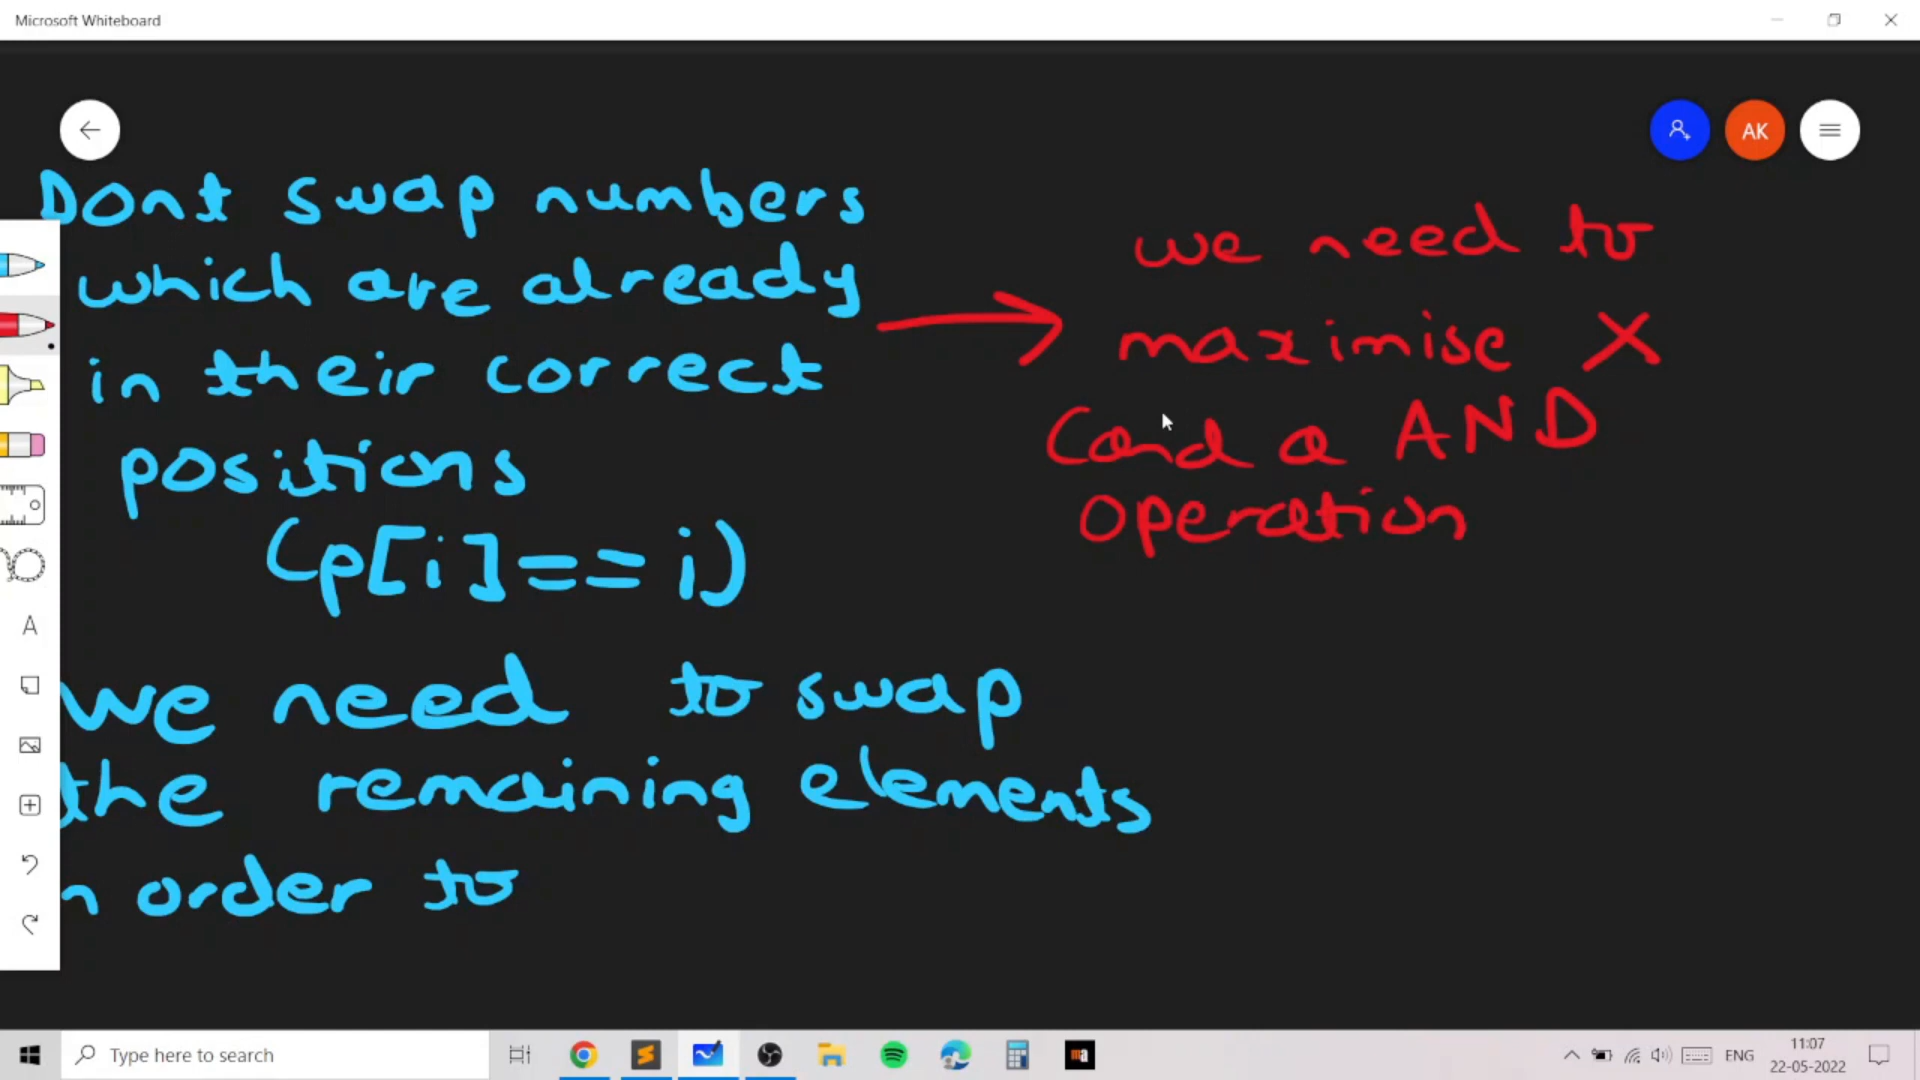 Microsoft Whiteboard
AK
Dont swap numbers
which are already
in their correct
positions
(p[i]==i)
we need to swap
the remaining elements
n order to
we need to
maximise X
(and a AND
operation
A
Type here to search
ma
ENG
11:07
22-05-2022